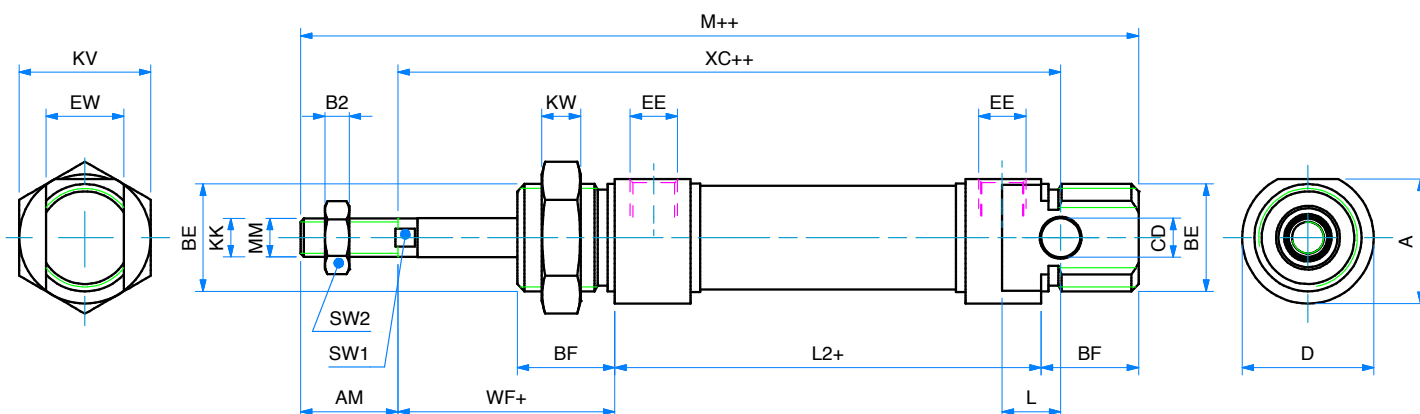 M++
XC++
KV
EW
B2
KW
EE
EE
BE
KK
MM
CD
BE
A
SW2
SW1
BF
L2+
BF
D
AM
WF+
L